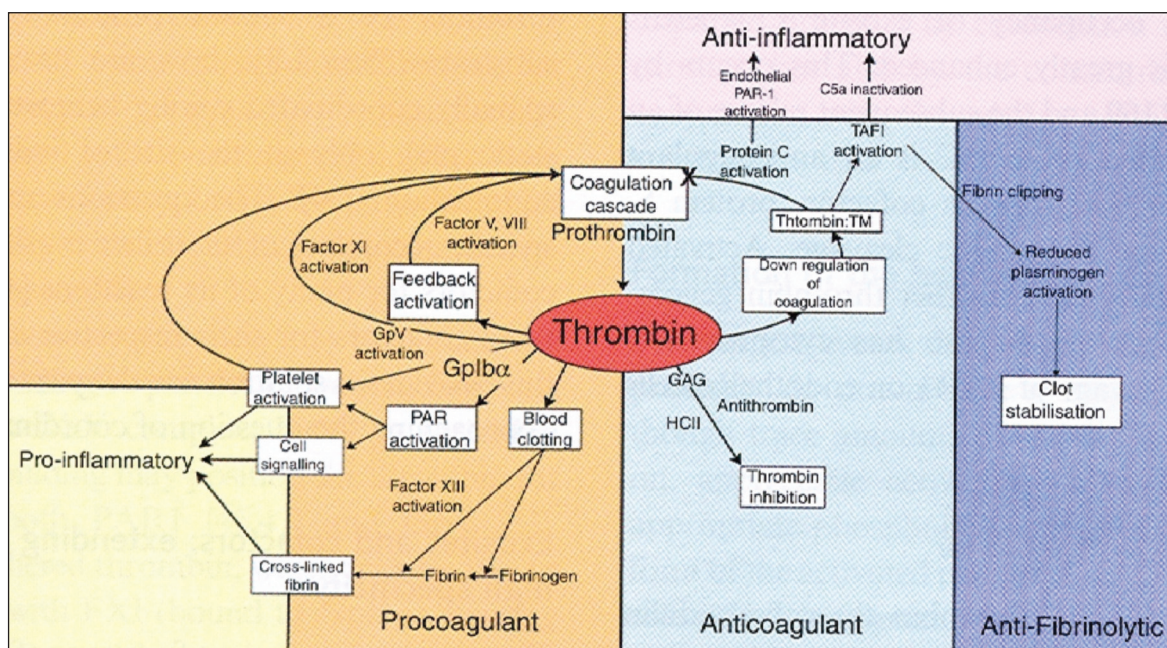 Anti-inflammatory
Endothelial
PAR-1
activation
C5a inactivation
Protein C
activation
TAFI
activation
Coagulation
cascade
X
Prothrombin
Thtombin:TM
Fibrin clipping
Factor XI
activation
Factor V, VIII
activation
Feedback
activation
Down regulation
of
coagulation
Reduced
plasminogen
activation
Thrombin
GpV
activation
GpIbα
Platelet
activation
PAR
activation
Blood
clotting
GAG
Antithrombin
HCII
Clot
stabilisation
Pro-inflammatory
Cell
signalling
Factor XIII
activation
Thrombin
inhibition
Cross-linked
fibrin
Fibrin
Fibrinogen
Procoagulant
Anticoagulant
Anti-Fibrinolytic